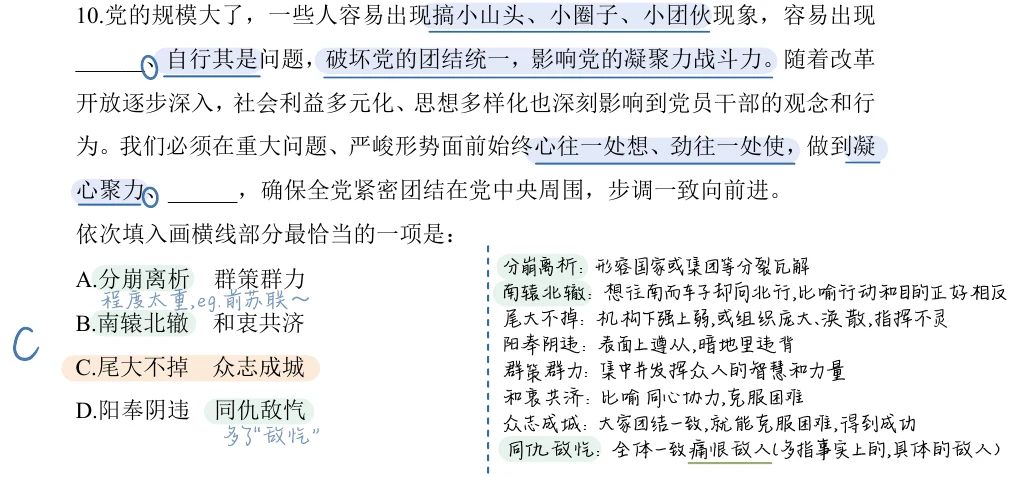 10.党的规模大了，一些人容易出现搞小山头、小圈子、小团伙现象，容易出现
______、自行其是问题，破坏党的团结统一，影响党的凝聚力战斗力。随着改革
开放逐步深入，社会利益多元化、思想多样化也深刻影响到党员干部的观念和行
为。我们必须在重大问题、严峻形势面前始终心往一处想、劲往一处使，做到凝
心聚力、______，确保全党紧密团结在党中央周围，步调一致向前进。
依次填入画横线部分最恰当的一项是：
A.分崩离析 群策群力
程度太重,eg.前苏联～
B.南辕北辙 和衷共济
C
C.尾大不掉 众志成城
D.阳奉阴违 同仇敌忾
多了“敌忾”
分崩离析：形容国家或集团等分裂瓦解
南辕北辙：想往南而车子却向北行,比喻行动和目的正好相反
尾大不掉：机构下强上弱,或组织庞大、涣散,指挥不灵
阳奉阴违：表面上遵从,暗地里违背
群策群力：集中并发挥众人的智慧和力量
和衷共济：比喻同心协力,克服困难
众志成城：大家团结一致,就能克服困难,得到成功
同仇敌忾：全体一致痛恨敌人(多指事实上的,具体的敌人)